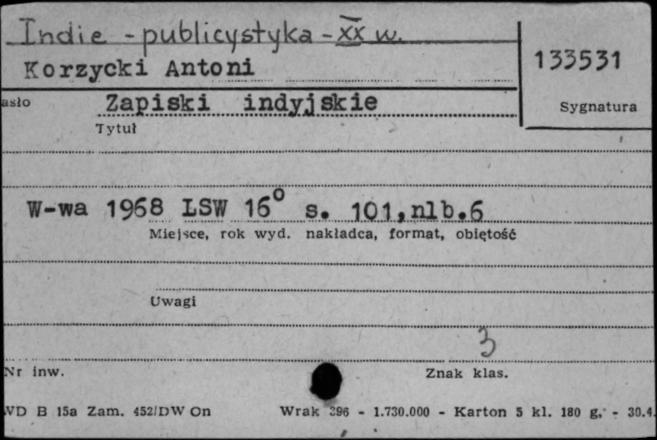 Indie - publicystyka - XX w.
Korzycki Antoni
133531
asło
Zapiski indyjskie
Sygnatura
Tytuł
W-wa 1968 LSW 16° s. 101,nlb.6
Miejsce, rok wyd. nakładca, format, obiętość
Uwagi
3
Nr inw.
Znak klas.
WD B 15a Zam. 452/DW On Wrak 396 - 1.730.000 - Karton 5 kl. 180 g. - 30.4.